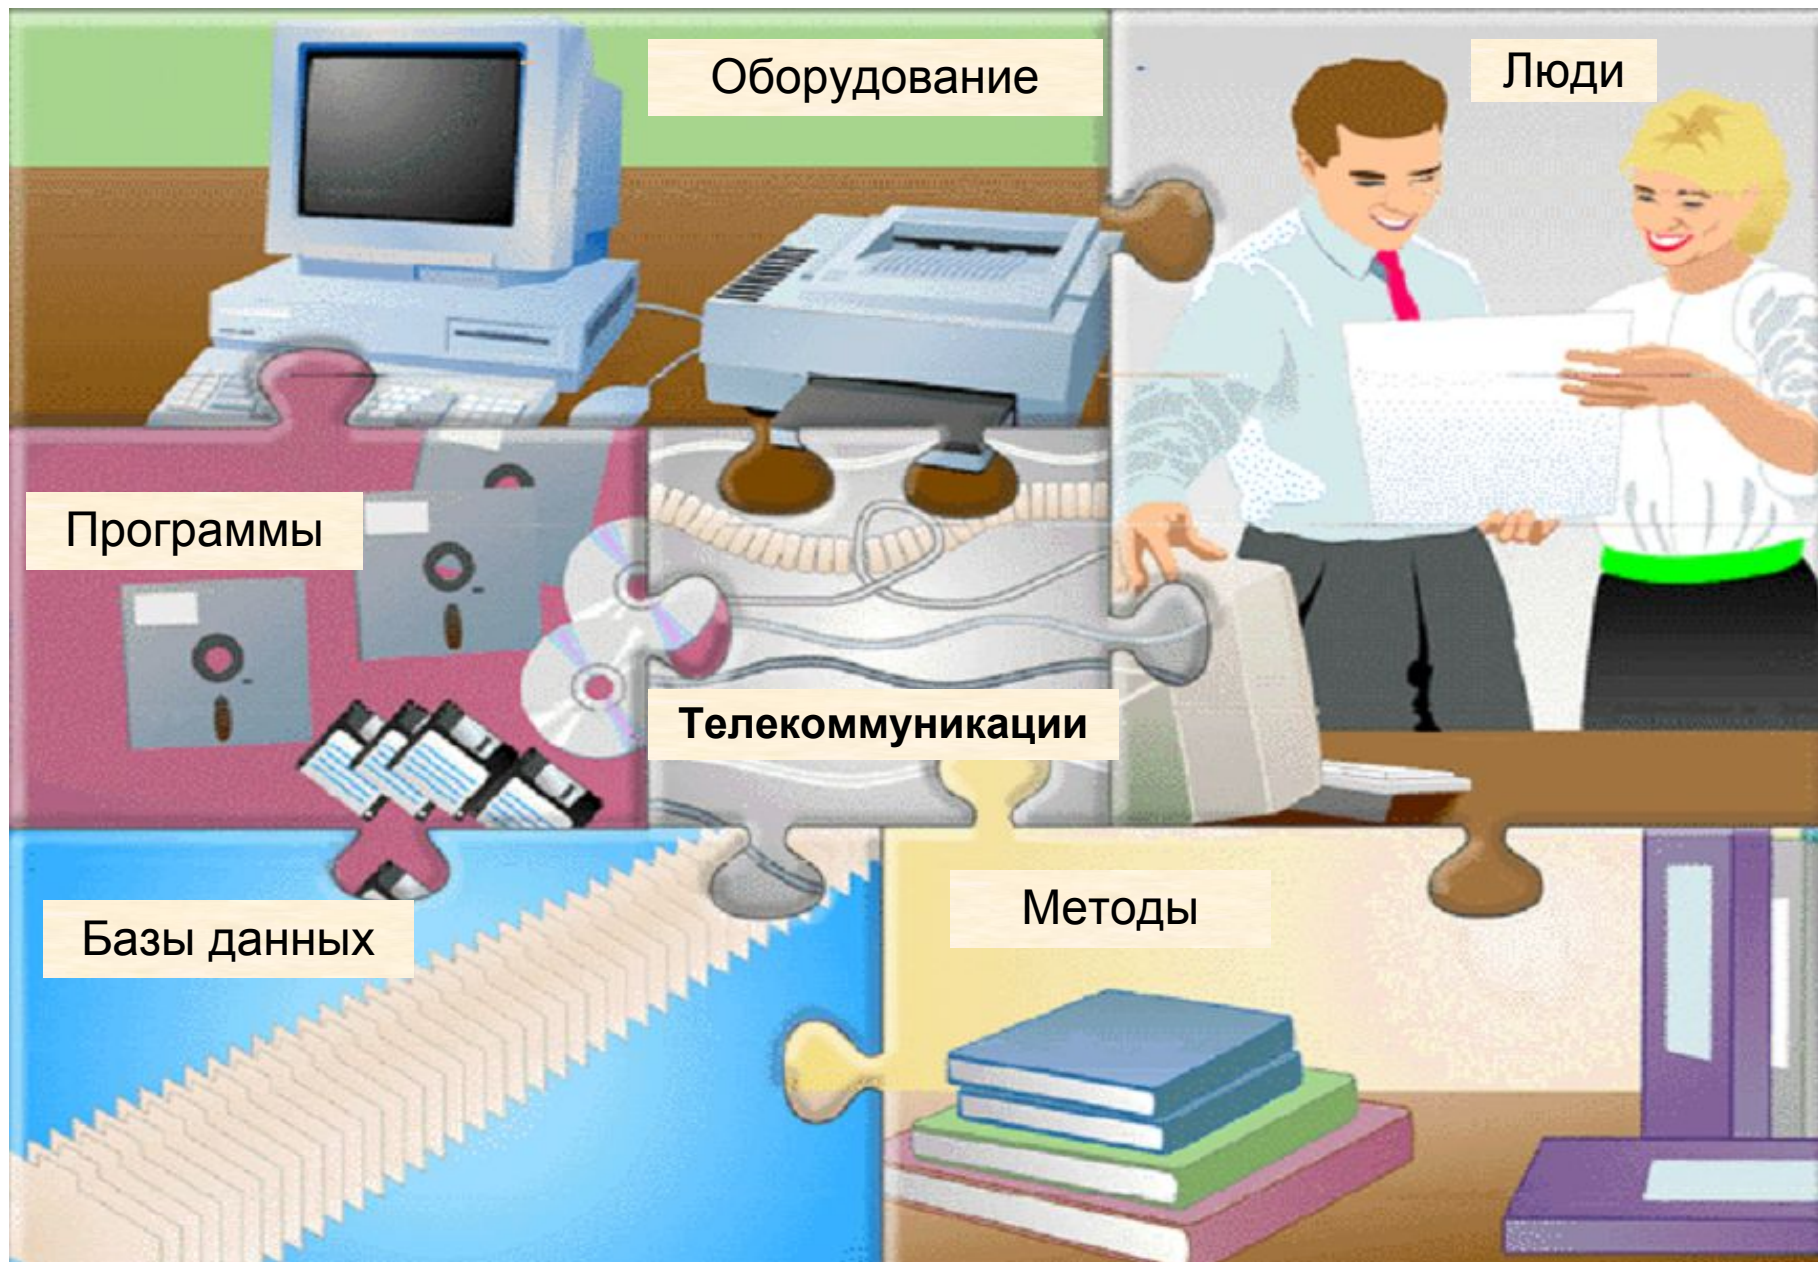 Оборудование
Люди
Программы
Телекоммуникации
Базы данных
Методы